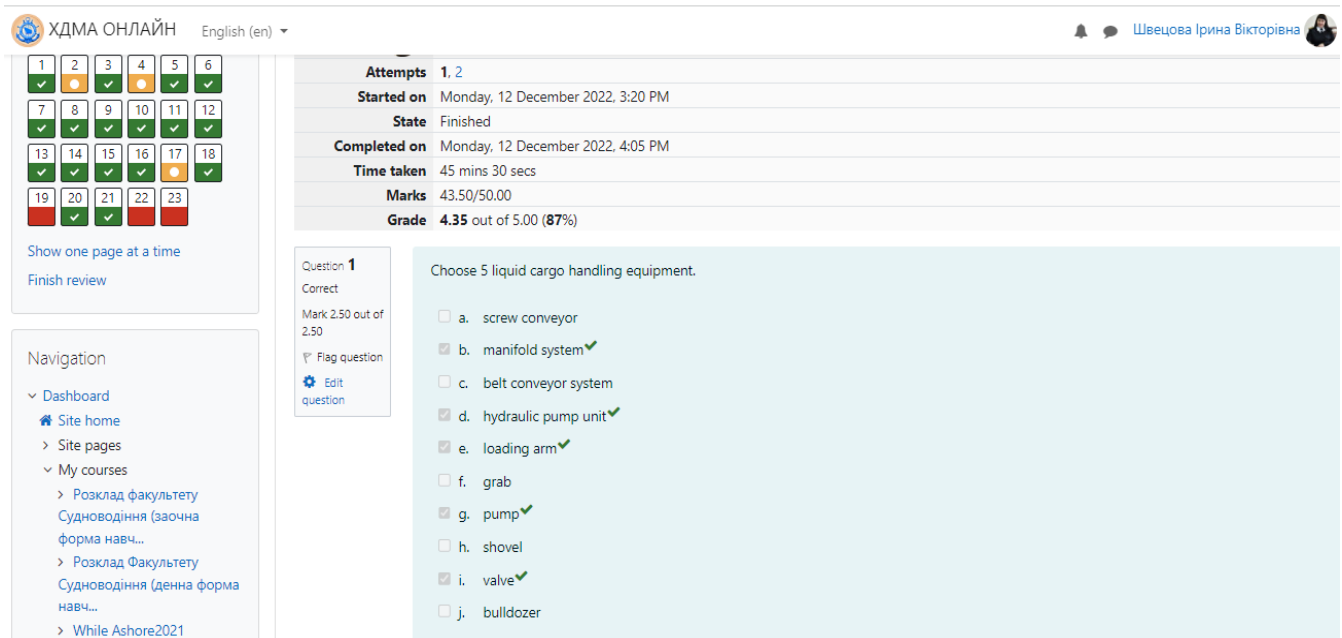 ХДМА ОНЛАЙН English (en) Швецова Ірина Вікторівна
1 2 3 4 5 6
7 8 9 10 11 12
13 14 15 16 17 18
19 20 21 22 23
Show one page at a time
Finish review
Navigation
Dashboard
Site home
Site pages
My courses
Розклад факультету
Судноводіння (заочна
форма навч...
Розклад Факультету
Судноводіння (денна форма
навч...
While Ashore2021
Attempts 1, 2
Started on Monday, 12 December 2022, 3:20 PM
State Finished
Completed on Monday, 12 December 2022, 4:05 PM
Time taken 45 mins 30 secs
Marks 43.50/50.00
Grade 4.35 out of 5.00 (87%)
Question 1
Correct
Mark 2.50 out of
2.50
Flag question
Edit
question
Choose 5 liquid cargo handling equipment.
a. screw conveyor
b. manifold system
c. belt conveyor system
d. hydraulic pump unit
e. loading arm
f. grab
g. pump
h. shovel
i. valve
j. bulldozer